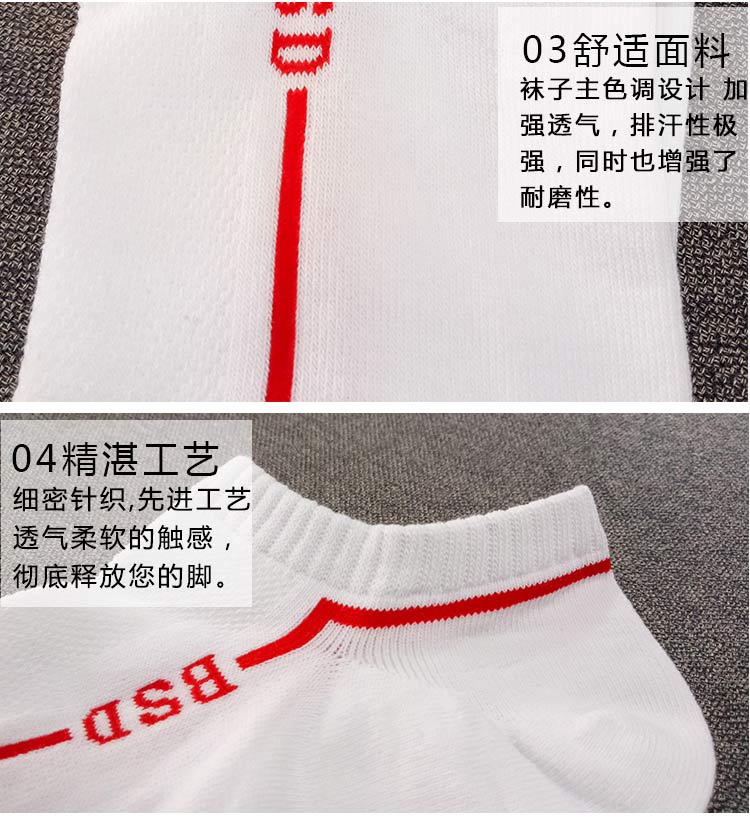 SD
03舒适面料
袜子主色调设计 加
强透气，排汗性极
强，同时也增强了
耐磨性。
04精湛工艺
细密针织,先进工艺
透气柔软的触感，
彻底释放您的脚。
BSD